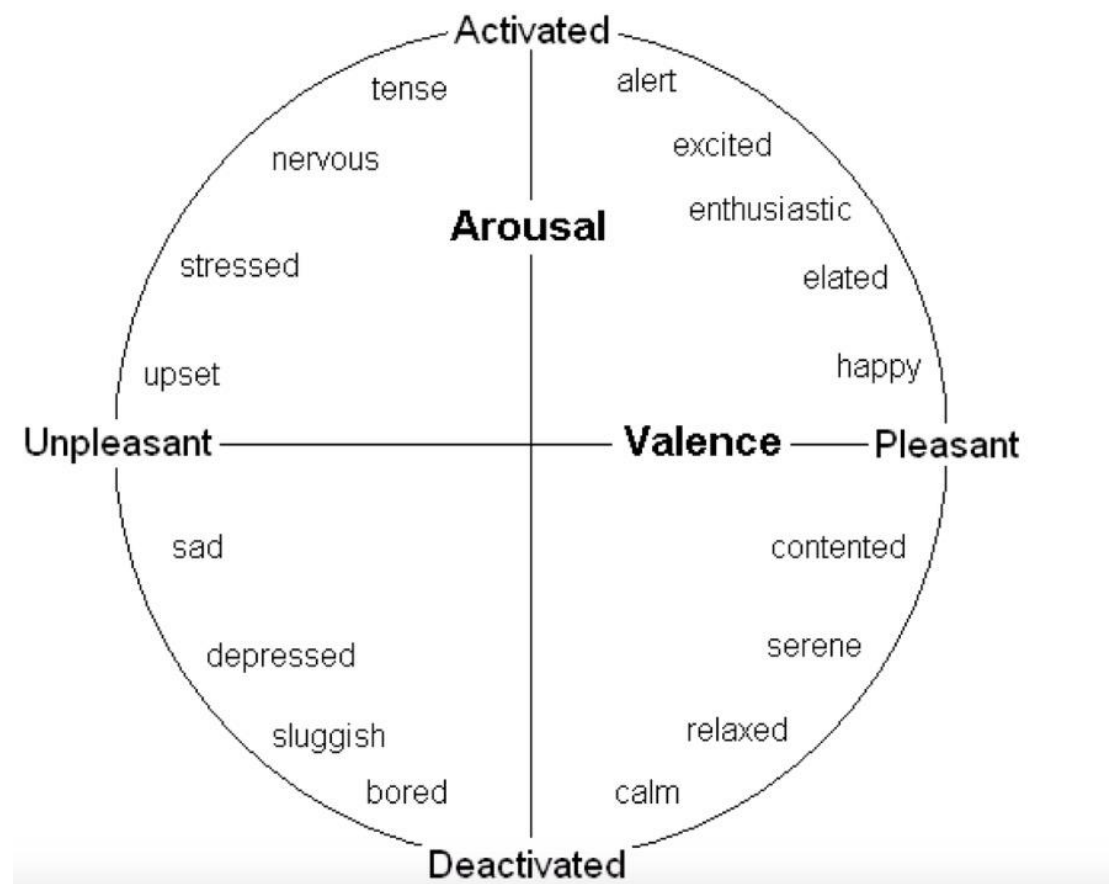 Activated
tense
alert
nervous
excited
enthusiastic
Arousal
stressed
elated
upset
happy
Unpleasant
Valence
Pleasant
sad
contented
depressed
serene
sluggish
relaxed
bored
calm
Deactivated